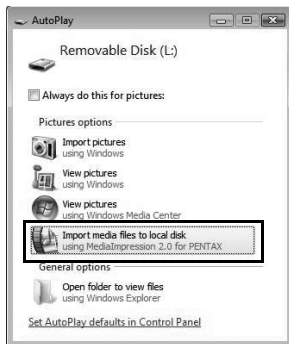 AutoPlay
Removable Disk (L:)
Always do this for pictures:
Pictures options
Import pictures
using Windows
View pictures
using Windows
View pictures
using Windows Media Center
Import media files to local disk
using MediaImpression 2.0 for PENTAX
General options
Open folder to view files
using Windows Explorer
Set AutoPlay defaults in Control Panel